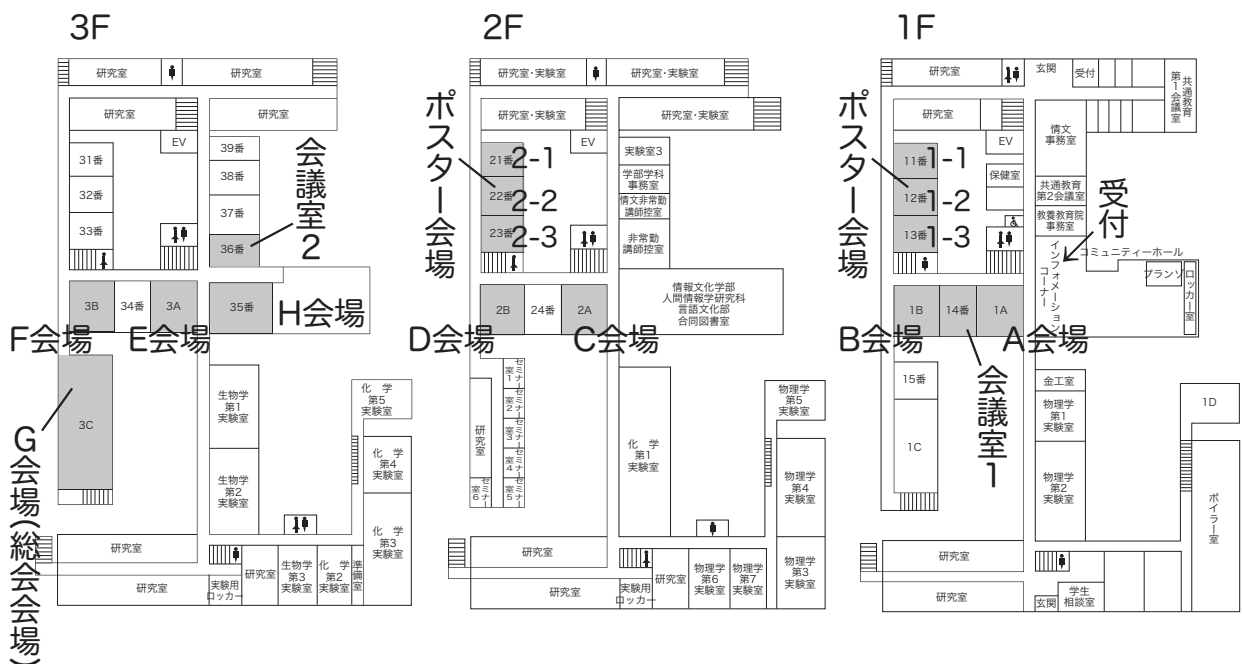 3F
研究室
研究室
研究室
研究室
EV
31番
32番
33番
39番
38番
37番
36番
会議室2
3B
34番
3A
35番
H会場
F会場
E会場
3C
G会場(総会会場)
生物学
第1
実験室
生物学
第2
実験室
化 学
第5
実験室
化 学
第4
実験室
化 学
第3
実験室
研究室
研究室
実験用
ロッカー
研究室
生物学
第3
実験室
化 学
第2
実験室
準備室
2F
研究室・実験室
研究室・実験室
研究室・実験室
研究室・実験室
ポスター会場
EV
21番
2-1
22番
2-2
23番
2-3
実験室3
学部学科
事務室
情文非常勤
講師控室
非常勤
講師控室
2B
24番
2A
情報文化学部
人間情報学研究科
言語文化部
合同図書室
D会場
C会場
セミナー室1
セミナー室2
セミナー室3
セミナー室4
セミナー室5
研究室
セミナー室6
化 学
第1
実験室
物理学
第5
実験室
物理学
第4
実験室
物理学
第3
実験室
研究室
研究室
実験用
ロッカー
研究室
物理学
第6
実験室
物理学
第7
実験室
1F
研究室
玄関
受付
共通教育
第1会議室
研究室
ポスター会場
EV
11番
1-1
12番
1-2
13番
1-3
保健室
情文
事務室
共通教育
第2会議室
教養教育院
事務室
受付
コミュニティーホール
インフォメーション
コーナー
プランゾ
ロッカー室
1B
14番
1A
B会場
A会場
会議室1
15番
1C
金工室
物理学
第1
実験室
物理学
第2
実験室
1D
ボイラー室
研究室
研究室
玄関
学生
相談室